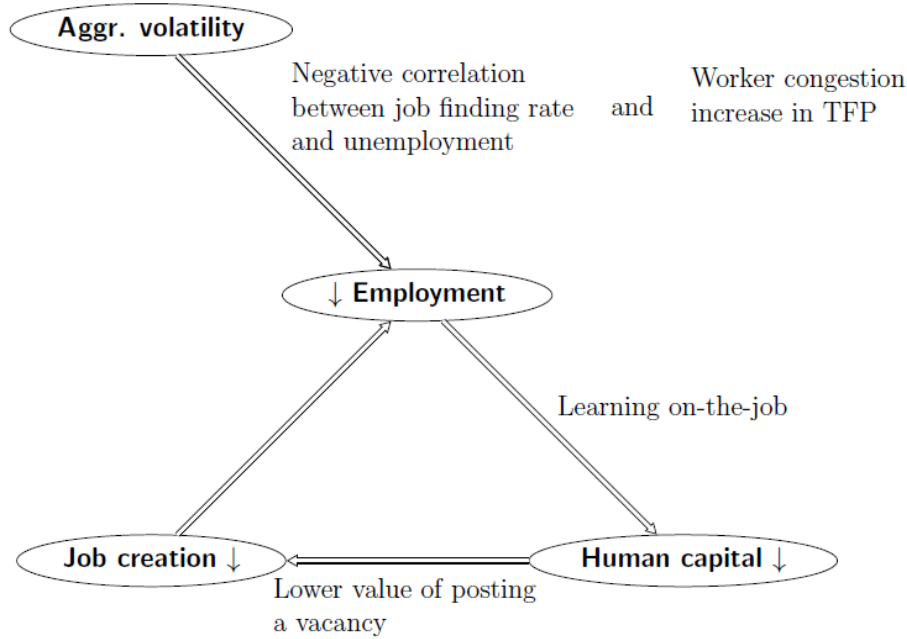 Aggr. volatility
Negative correlation
between job finding rate
and unemployment
and
Worker congestion
increase in TFP
↓ Employment
Learning on-the-job
Job creation ↓
Human capital ↓
Lower value of posting
a vacancy